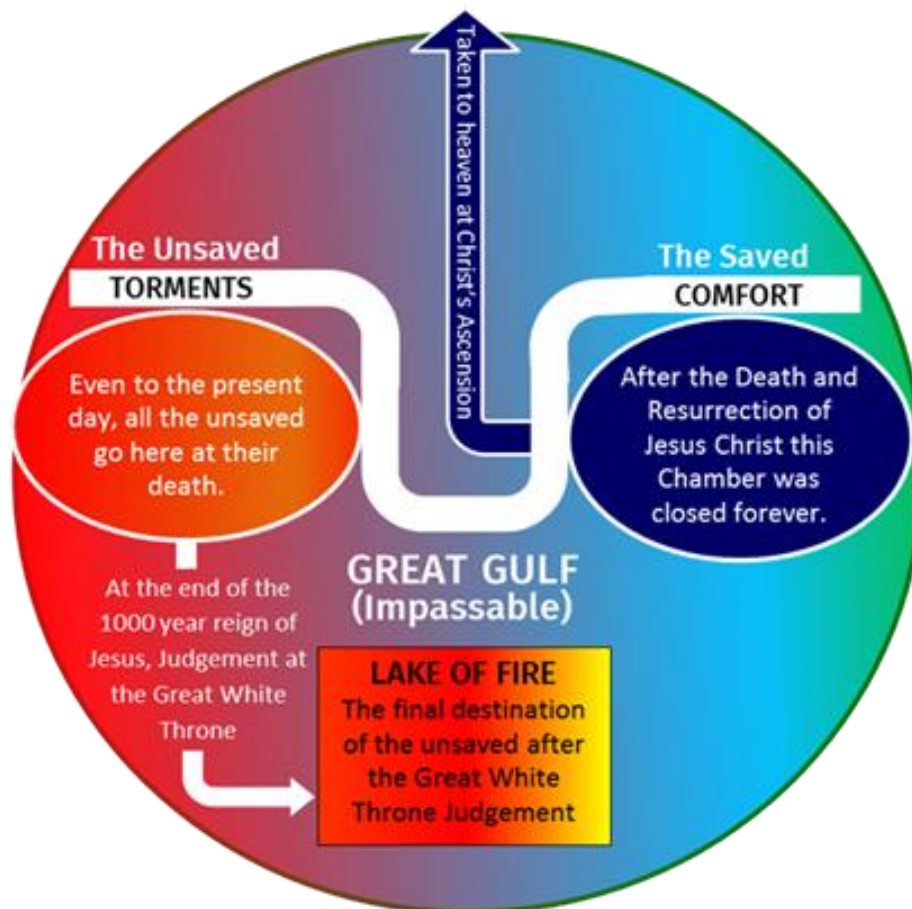 Taken to heaven at Christ's Ascension
The Unsaved
TORMENTS
Even to the present
day, all the unsaved
go here at their
death.
At the end of the
1000 year reign of
Jesus, Judgement at
the Great White
Throne
The Saved
COMFORT
After the Death and
Resurrection of
Jesus Christ this
Chamber was
closed forever.
GREAT GULF
(Impassable)
LAKE OF FIRE
The final destination
of the unsaved after
the Great White
Throne Judgement